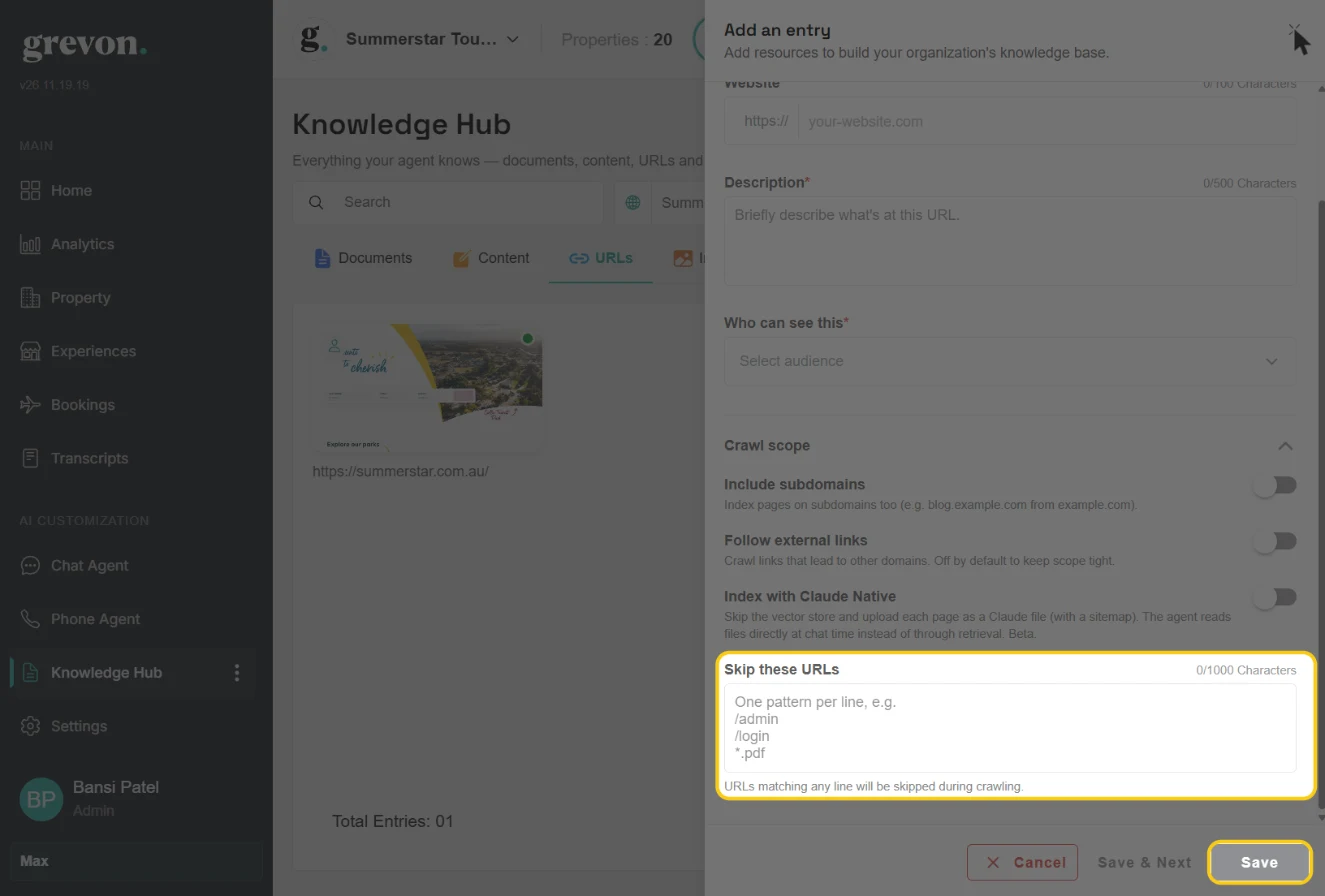 grevon.
v26.11.19.19
MAIN
Home
Analytics
Property
Experiences
Bookings
Transcripts
AI CUSTOMIZATION
Chat Agent
Phone Agent
Knowledge Hub
Settings
BP
Bansi Patel
Admin
Max
g.
Summerstar Tou...
Properties : 20
Knowledge Hub
Everything your agent knows — documents, content, URLs and
Search
Summ
Documents
Content
URLs
cherish
Explore our parks
https://summerstar.com.au/
Total Entries: 01
Add an entry
Add resources to build your organization's knowledge base.
Website
0/100 Characters
https://
your-website.com
Description*
0/500 Characters
Briefly describe what's at this URL.
Who can see this*
Select audience
Crawl scope
Include subdomains
Index pages on subdomains too (e.g. blog.example.com from example.com).
Follow external links
Crawl links that lead to other domains. Off by default to keep scope tight.
Index with Claude Native
Skip the vector store and upload each page as a Claude file (with a sitemap). The agent reads
files directly at chat time instead of through retrieval. Beta.
Skip these URLs
0/1000 Characters
One pattern per line, e.g.
/admin
/login
*.pdf
URLs matching any line will be skipped during crawling.
Cancel
Save & Next
Save